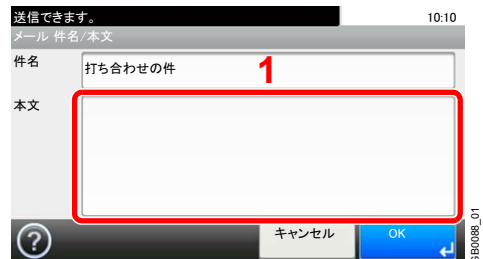 送信できます。
10:10
メール 件名/本文
件名
打ち合わせの件
1
本文
?
キャンセル
OK
GB0088_01